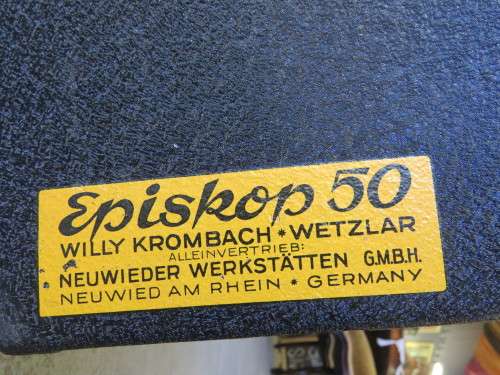 Episkop 50
WILLY KROMBACH * WETZLAR
ALLEINVERTRIEB:
NEUWIEDER WERKSTÄTTEN G.M.B.H.
NEUWIED AM RHEIN * GERMANY